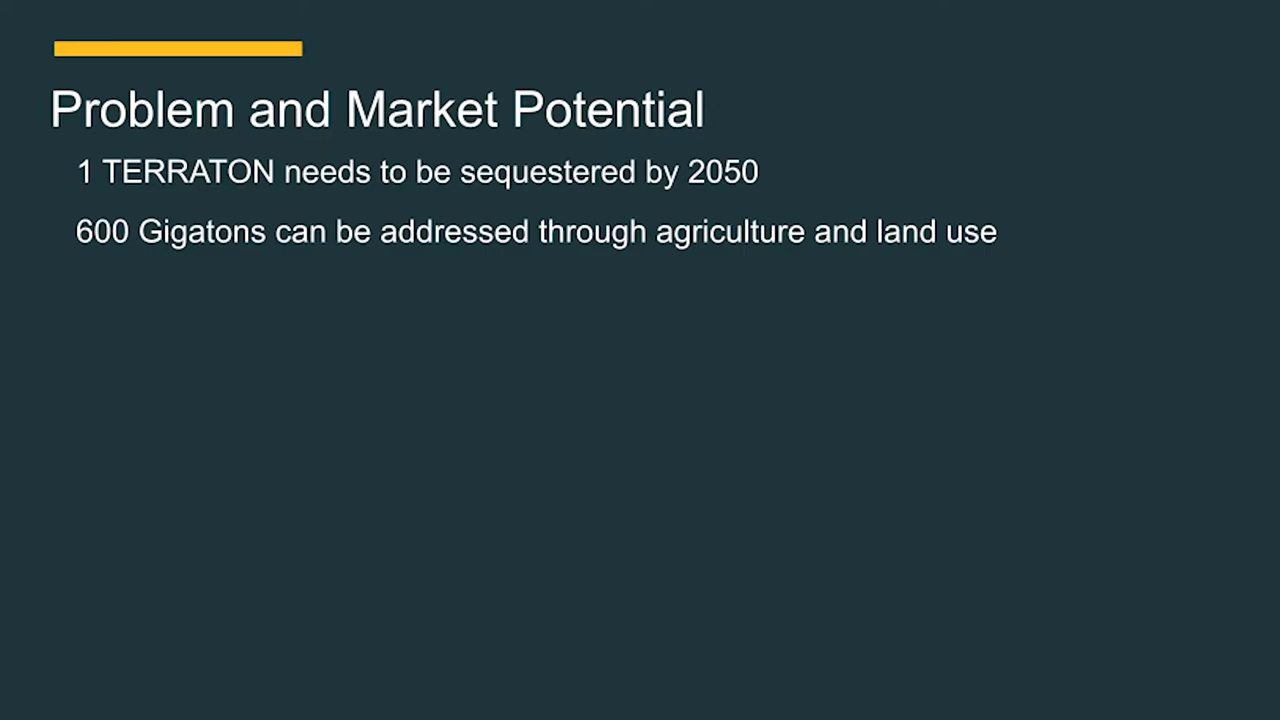 Problem and Market Potential
1 TERRATON needs to be sequestered by 2050
600 Gigatons can be addressed through agriculture and land use